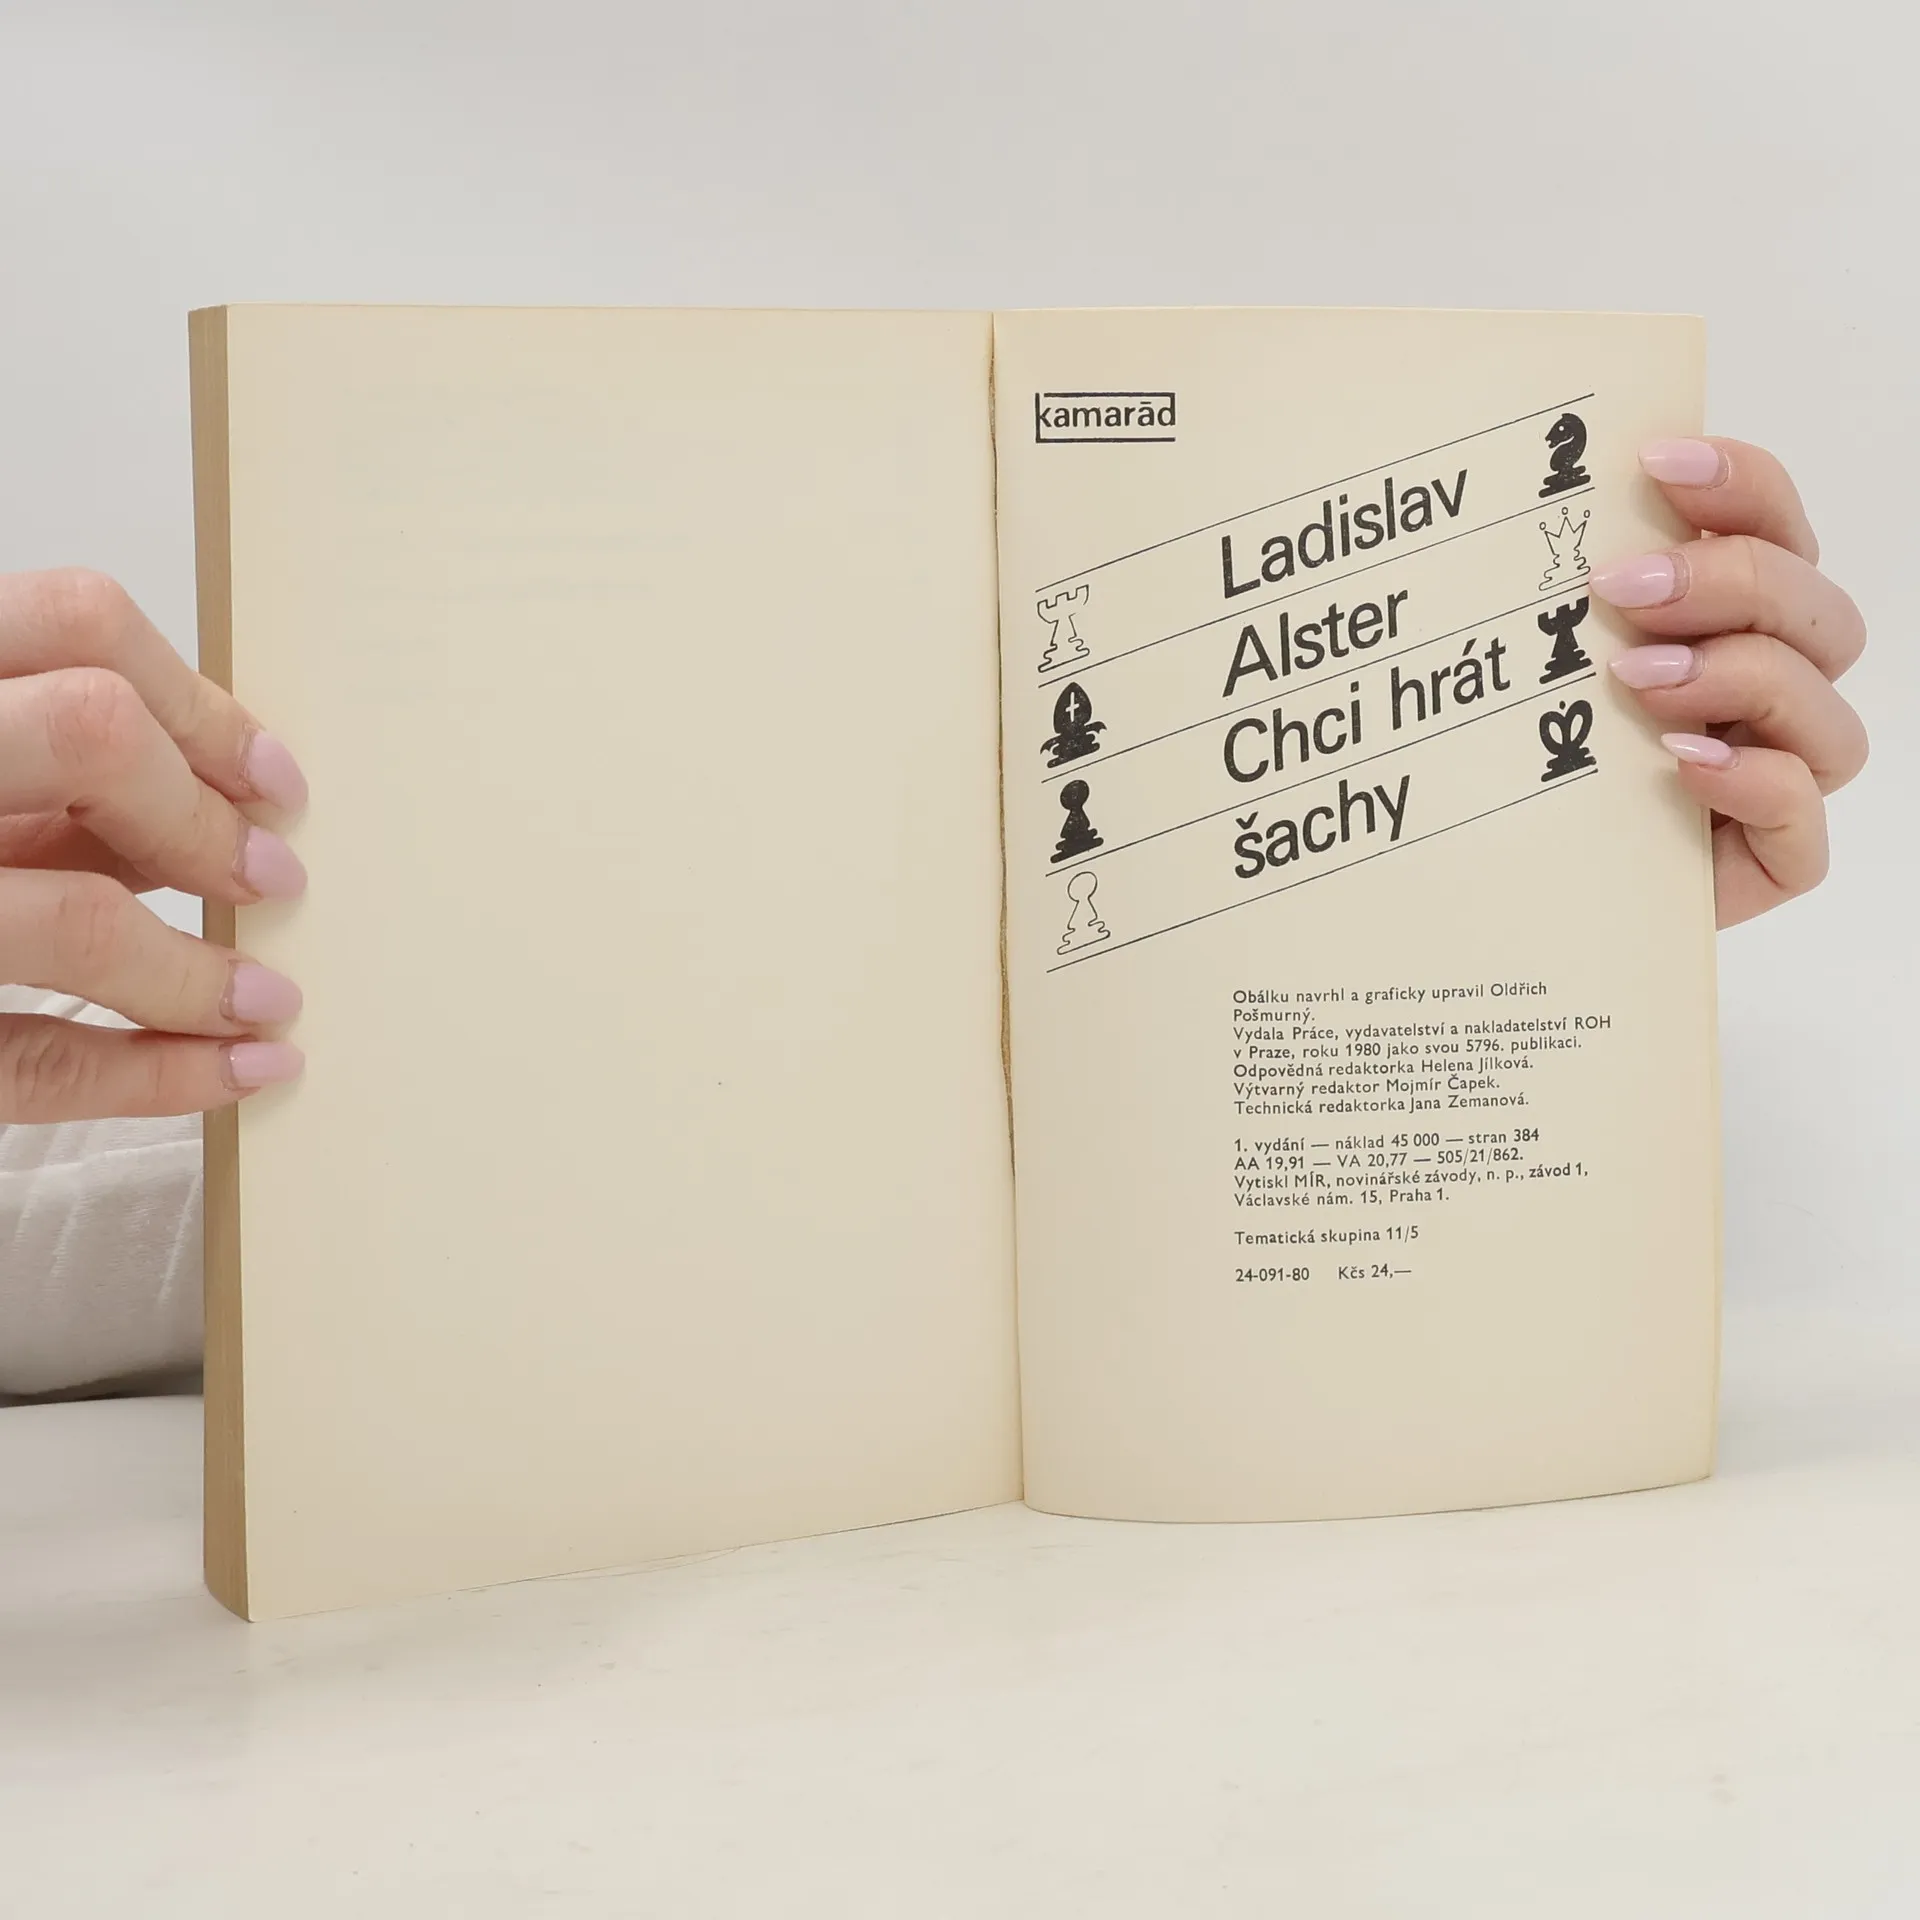 kamarād
Ladislav
Alster
Chci hrát
šachy
Obálku navrhl a graficky upravil Oldřich
Pošmurný.
Vydala Práce, vydavatelství a nakladatelství ROH
v Praze, roku 1980 jako svou 5796. publikaci.
Odpovědná redaktorka Helena Jílková.
Výtvarný redaktor Mojmír Čapek.
Technická redaktorka Jana Zemanová.
1. vydání — náklad 45 000 — stran 384
AA 19,91 — VA 20,77 — 505/21/862.
Vytiskl MÍR, novinářské závody, n. p., závod 1,
Václavské nám. 15, Praha 1.
Tematická skupina 11/5
24-091-80 Kčs 24,—